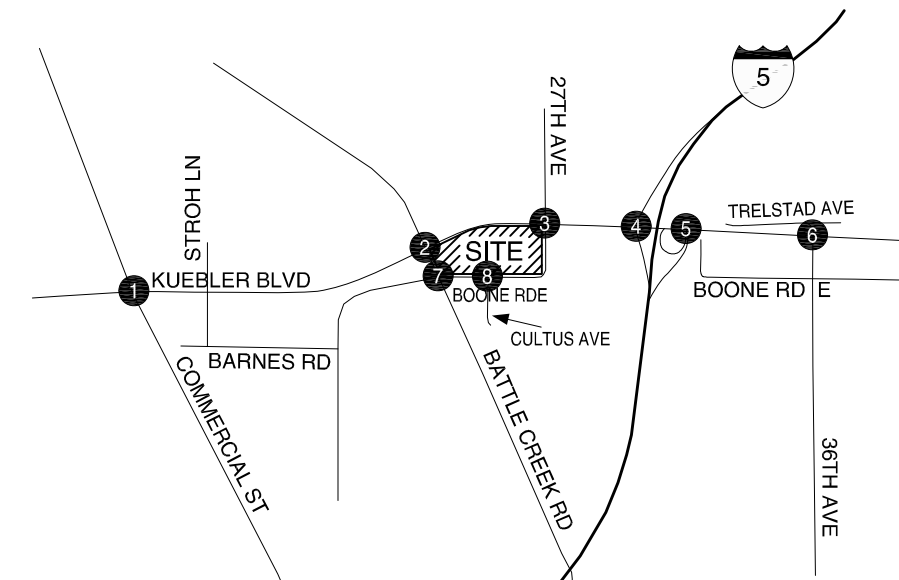 5
27TH AVE
STROH LN
TRELSTAD AVE
3
4
5
6
2
SITE
7
8
1
KUEBLER BLVD
BOONE RDE
BOONE RD E
CULTUS AVE
BARNES RD
COMMERCIAL ST
BATTLE CREEK RD
36TH AVE